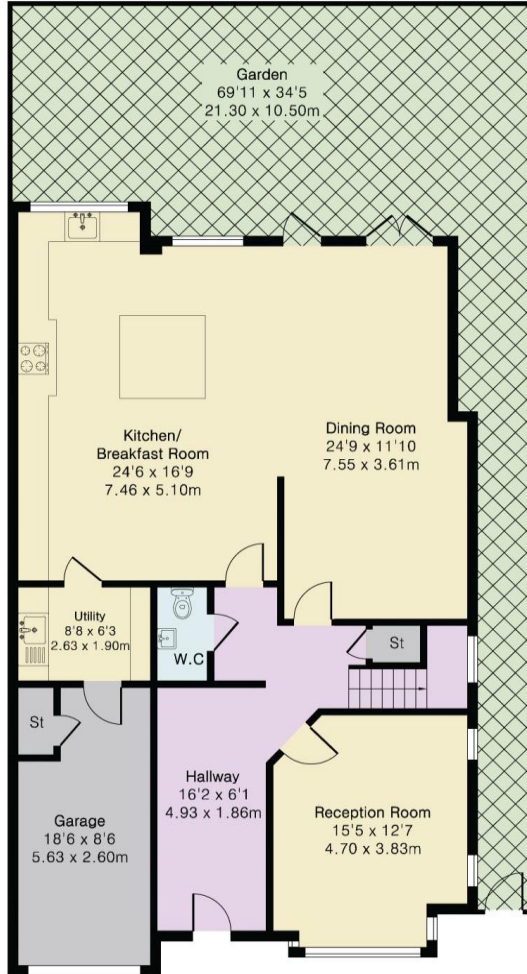 Garden
69'11 x 34'5
21.30 x 10.50m
Kitchen/
Breakfast Room
24'6 x 16'9
7.46 x 5.10m
Dining Room
24'9 x 11'10
7.55 x 3.61m
Utility
8'8 x 6'3
2.63 x 1.90m
W.C
St
St
Hallway
16'2 x 6'1
4.93 x 1.86m
Garage
18'6 x 8'6
5.63 x 2.60m
Reception Room
15'5 x 12'7
4.70 x 3.83m